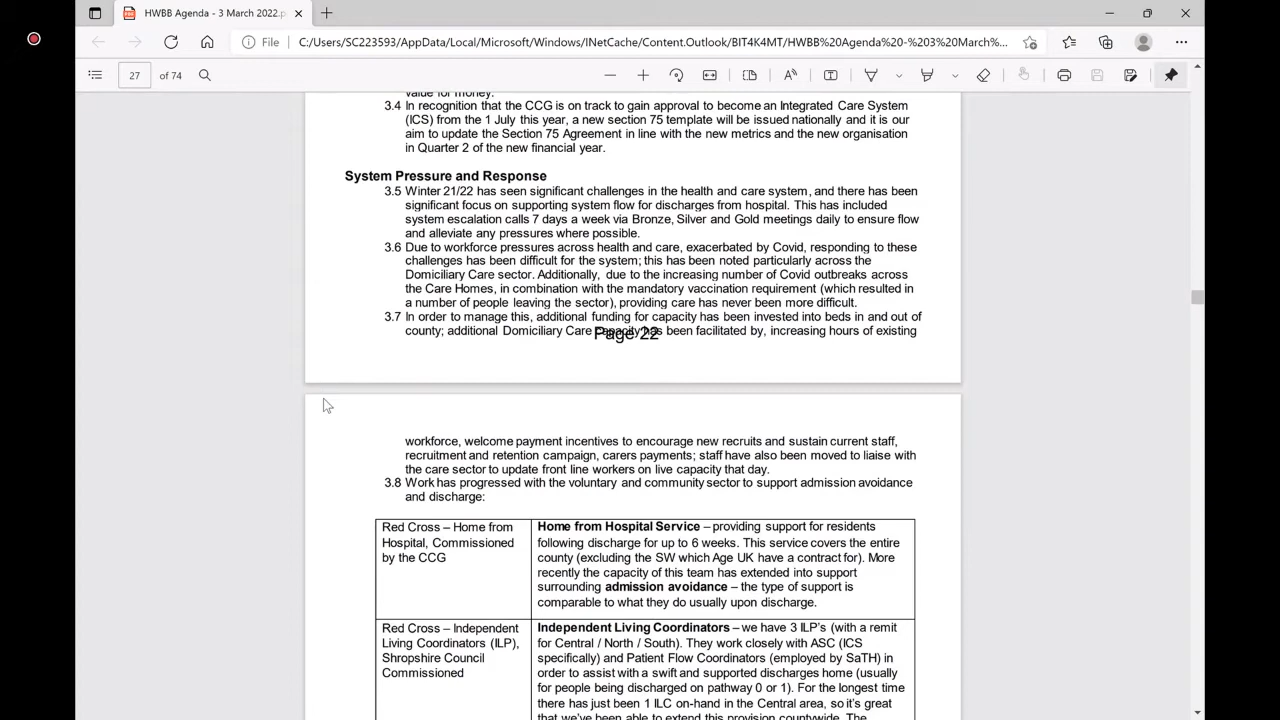 HWBB Agenda - 3 March 2022.p
File
C:/Users/SC223593/AppData/Local/Microsoft/Windows/INetCache/Content.Outlook/BIT4K4MT/HWBB%20Agenda%20-%203%20March%...
27 of 74
value for money.
3.4 In recognition that the CCG is on track to gain approval to become an Integrated Care System
(ICS) from the 1 July this year, a new section 75 template will be issued nationally and it is our
aim to update the Section 75 Agreement in line with the new metrics and the new organisation
in Quarter 2 of the new financial year.
System Pressure and Response
3.5 Winter 21/22 has seen significant challenges in the health and care system, and there has been
significant focus on supporting system flow for discharges from hospital. This has included
system escalation calls 7 days a week via Bronze, Silver and Gold meetings daily to ensure flow
and alleviate any pressures where possible.
3.6 Due to workforce pressures across health and care, exacerbated by Covid, responding to these
challenges has been difficult for the system; this has been noted particularly across the
Domiciliary Care sector. Additionally, due to the increasing number of Covid outbreaks across
the Care Homes, in combination with the mandatory vaccination requirement (which resulted in
a number of people leaving the sector), providing care has never been more difficult.
3.7 In order to manage this, additional funding for capacity has been invested into beds in and out of
county; additional Domiciliary Care capacity has been facilitated by, increasing hours of existing
Page 22
workforce, welcome payment incentives to encourage new recruits and sustain current staff,
recruitment and retention campaign, carers payments; staff have also been moved to liaise with
the care sector to update front line workers on live capacity that day.
3.8 Work has progressed with the voluntary and community sector to support admission avoidance
and discharge:
Red Cross – Home from
Hospital, Commissioned
by the CCG
Home from Hospital Service – providing support for residents
following discharge for up to 6 weeks. This service covers the entire
county (excluding the SW which Age UK have a contract for). More
recently the capacity of this team has extended into support
surrounding admission avoidance – the type of support is
comparable to what they do usually upon discharge.
Red Cross – Independent
Living Coordinators (ILP),
Shropshire Council
Commissioned
Independent Living Coordinators – we have 3 ILP's (with a remit
for Central / North / South). They work closely with ASC (ICS
specifically) and Patient Flow Coordinators (employed by SaTH) in
order to assist with a swift and supported discharges home (usually
for people being discharged on pathway 0 or 1). For the longest time
there has just been 1 ILC on-hand in the Central area, so it's great
that we've been able to extend this provision countywide. The